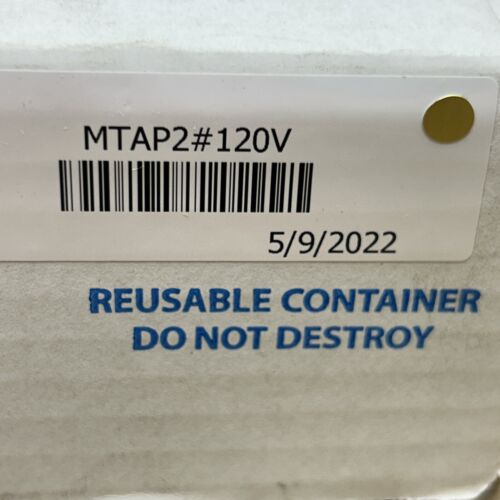 MTAP2#120V
5/9/2022
REUSABLE CONTAINER
DO NOT DESTROY